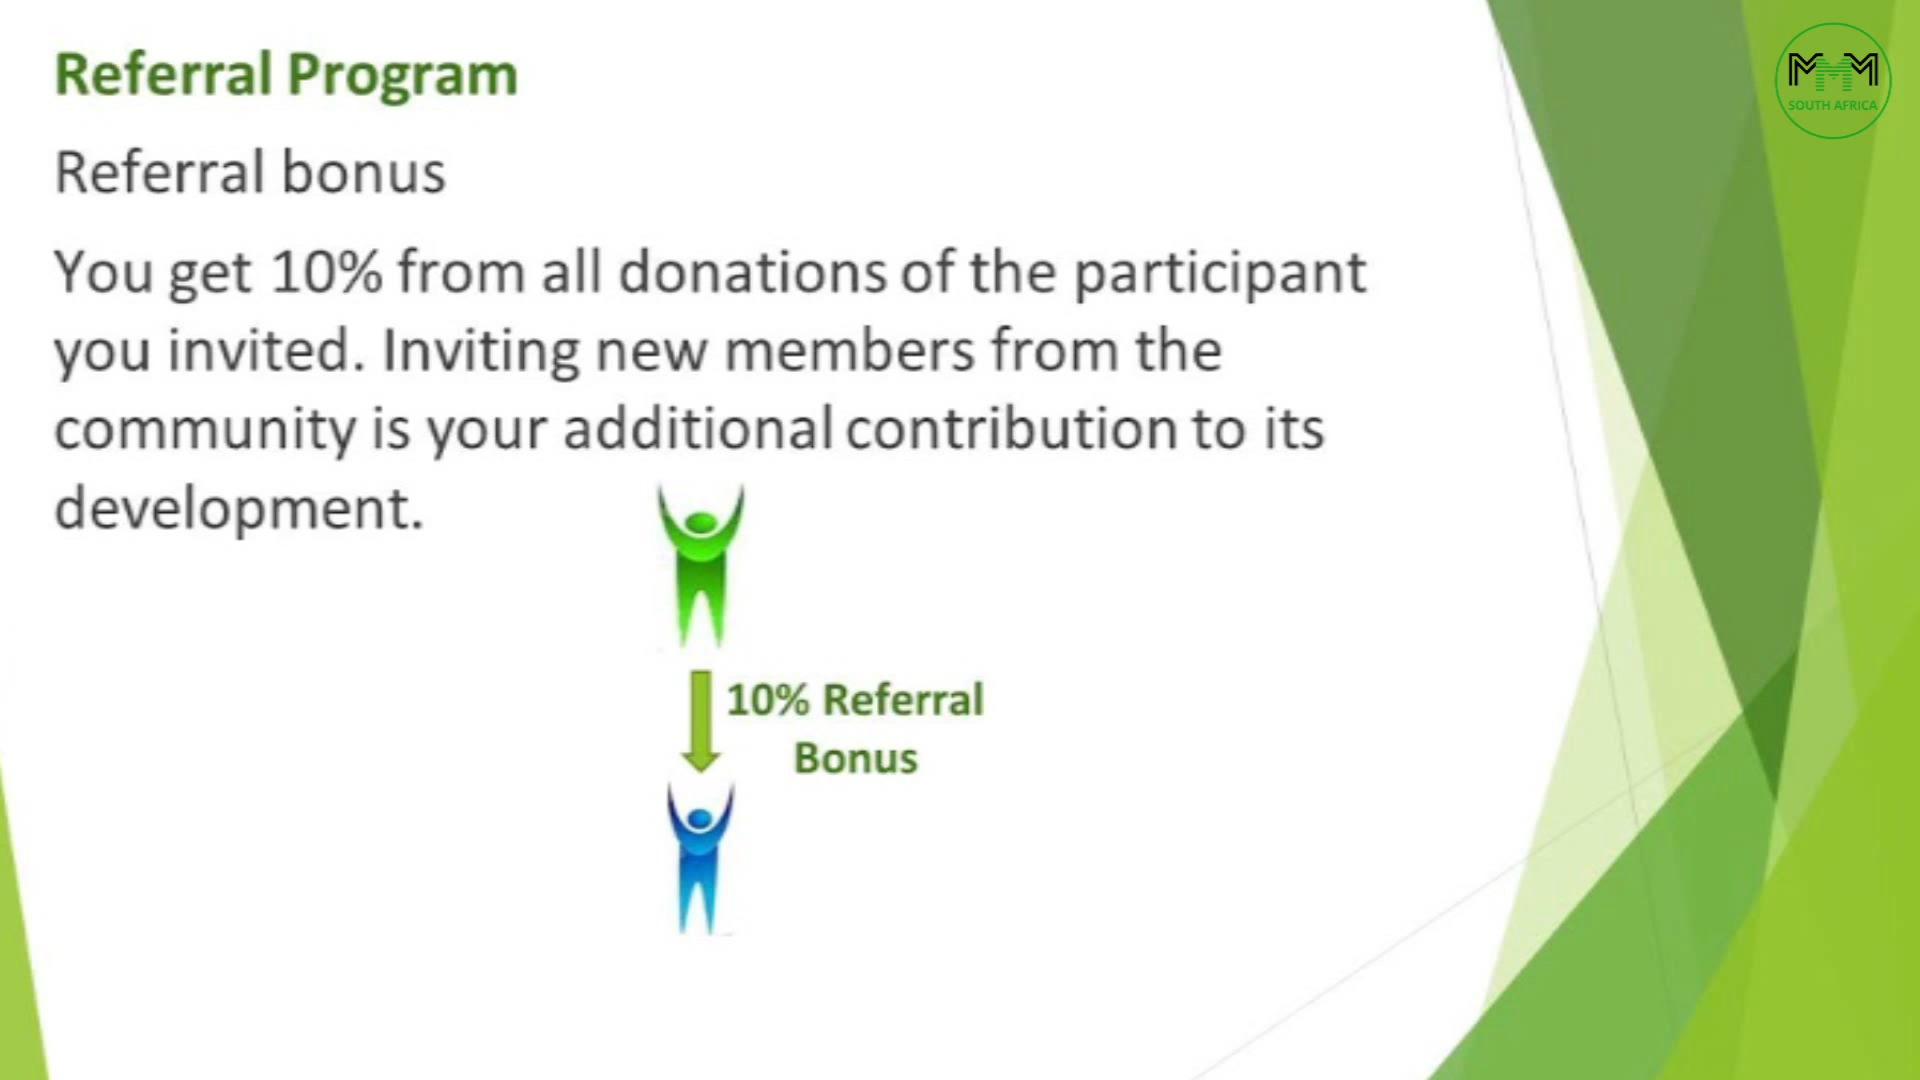 Referral Program
Referral bonus
You get 10% from all donations of the participant
you invited. Inviting new members from the
community is your additional contribution to its
development.
10% Referral
Bonus
MMM
SOUTH AFRICA